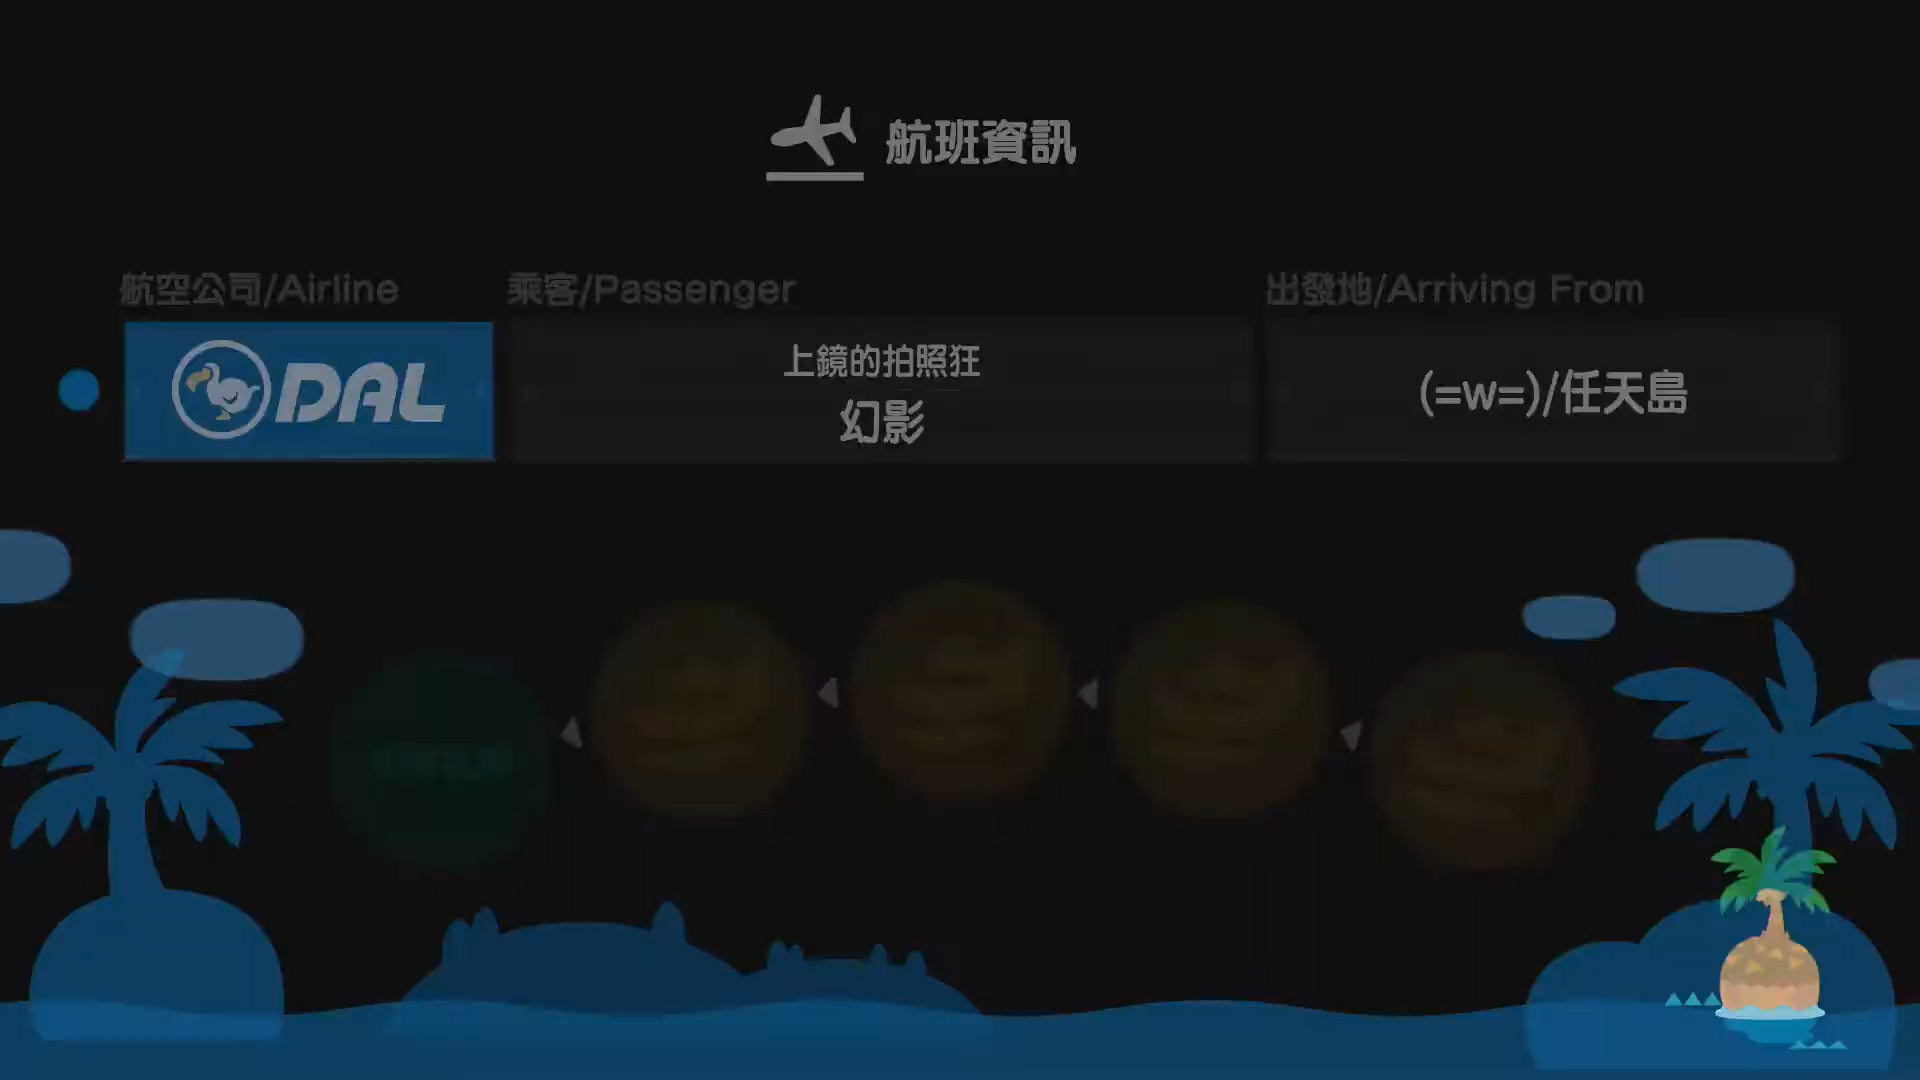 航班資訊
航空公司/Airline
乘客/Passenger
出發地/Arriving From
DAL
上鏡的拍照狂
幻影
(=w=)/任天島